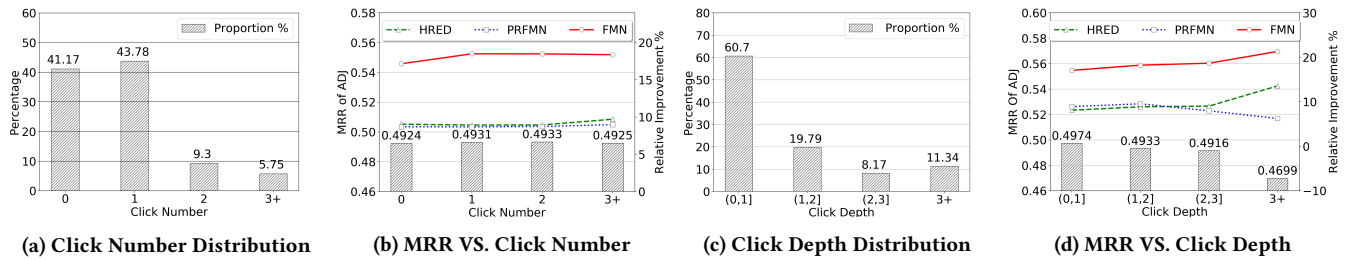 60
50
40
30
20
10
0
Percentage
Proportion %
41.17
43.78
9.3
5.75
0 1 2 3+
Click Number
(a) Click Number Distribution
0.58
0.56
0.54
0.52
0.50
0.48
0.46
MRR of ADJ
HRED PRFMN FMN
0.4924 0.4931 0.4933 0.4925
20
15
10
5
0
Relative Improvement %
0 1 2 3+
Click Number
(b) MRR VS. Click Number
80
70
60
50
40
30
20
10
0
Percentage
Proportion %
60.7
19.79
8.17
11.34
(0,1] (1,2] (2,3] 3+
Click Depth
(c) Click Depth Distribution
0.60
0.58
0.56
0.54
0.52
0.50
0.48
0.46
MRR Of ADJ
HRED PRFMN FMN
0.4974
0.4933
0.4916
0.4699
30
20
10
0
−10
Relative Improvement %
(0,1] (1,2] (2,3] 3+
Click Depth
(d) MRR VS. Click Depth